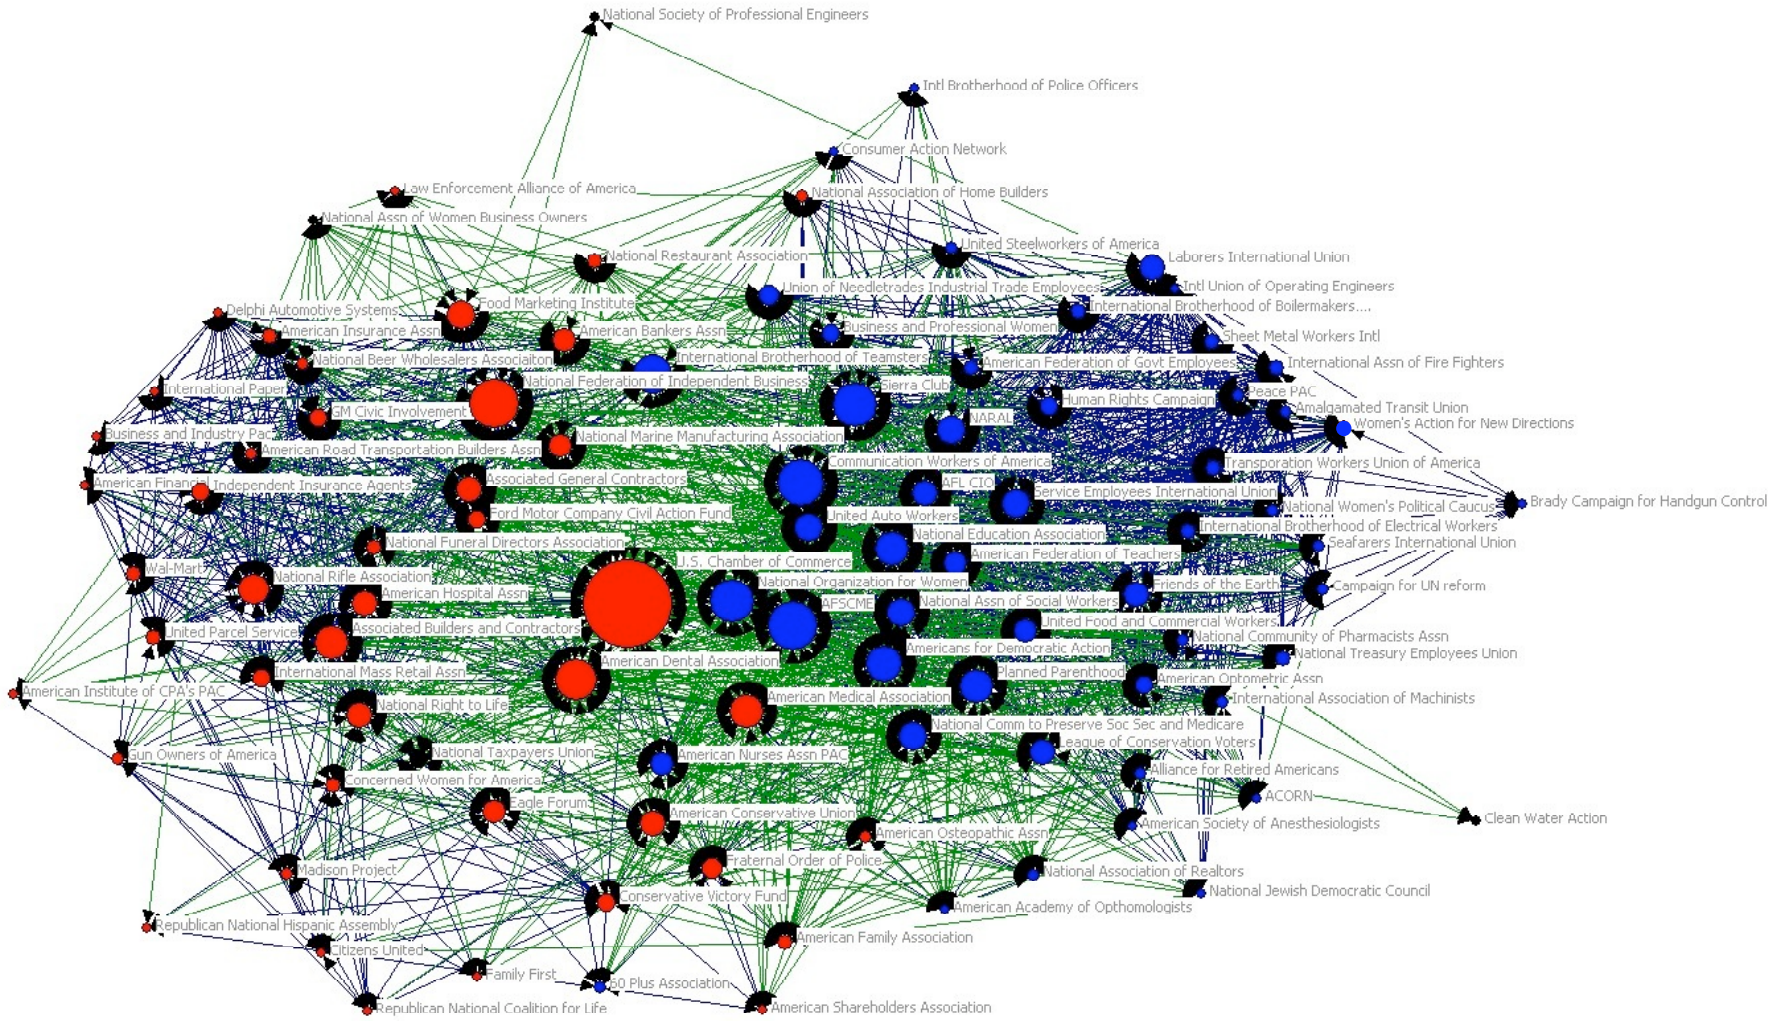 National Society of Professional Engineers
Intl Brotherhood of Police Officers
Consumer Action Network
Law Enforcement Alliance of America
National Association of Home Builders
National Assn of Women Business Owners
United Steelworkers of America
National Restaurant Association
Laborers International Union
Union of Needletrades Industrial Trade Employees
Intl Union of Operating Engineers
Food Marketing Institute
International Brotherhood of Boilermakers....
Delphi Automotive Systems
American Insurance Assn
American Bankers Assn
Business and Professional Women
Sheet Metal Workers Intl
National Beer Wholesalers Associaiton
International Brotherhood of Teamsters
American Federation of Govt Employees
International Assn of Fire Fighters
International Paper
National Federation of Independent Business
Sierra Club
Human Rights Campaign
Peace PAC
GM Civic Involvement
NARAL
Amalgamated Transit Union
Women's Action for New Directions
Business and Industry Pac
National Marine Manufacturing Association
American Road Transportation Builders Assn
Communication Workers of America
Transporation Workers Union of America
American Financial
Independent Insurance Agents
Associated General Contractors
AFL CIO
Service Employees International Union
National Women's Political Caucus
Brady Campaign for Handgun Control
Ford Motor Company Civil Action Fund
United Auto Workers
International Brotherhood of Electrical Workers
National Funeral Directors Association
National Education Association
Seafarers International Union
American Federation of Teachers
U.S. Chamber of Commerce
Wal-Mart
National Rifle Association
National Organization for Women
Friends of the Earth
Campaign for UN reform
American Hospital Assn
AFSCME
National Assn of Social Workers
United Food and Commercial Workers
United Parcel Service
Associated Builders and Contractors
National Community of Pharmacists Assn
Americans for Democratic Action
National Treasury Employees Union
American Dental Association
International Mass Retail Assn
Planned Parenthood
American Optometric Assn
American Institute of CPA's PAC
American Medical Association
International Association of Machinists
National Right to Life
National Comm to Preserve Soc Sec and Medicare
League of Conservation Voters
Gun Owners of America
National Taxpayers Union
American Nurses Assn PAC
Alliance for Retired Americans
Concerned Women for America
ACORN
Eagle Forum
American Conservative Union
American Osteopathic Assn
American Society of Anesthesiologists
Clean Water Action
Fraternal Order of Police
Madison Project
National Association of Realtors
Conservative Victory Fund
National Jewish Democratic Council
American Academy of Opthomologists
Republican National Hispanic Assembly
American Family Association
Citizens United
Family First
60 Plus Association
Republican National Coalition for Life
American Shareholders Association